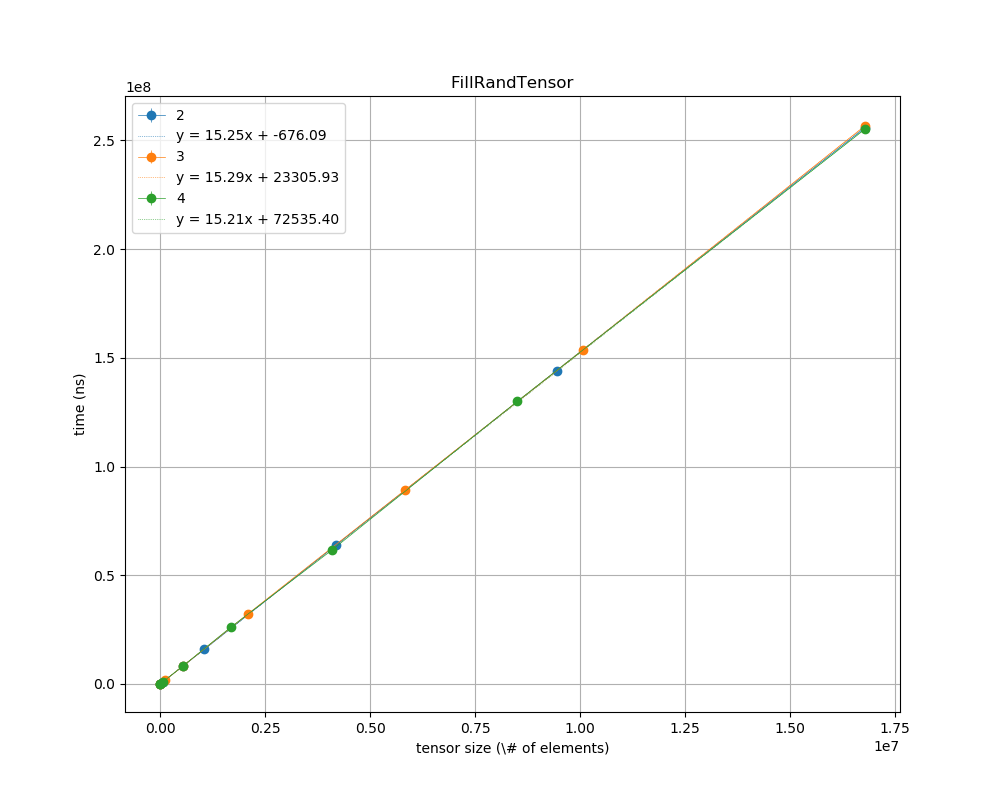 FillRandTensor
1e8
2
y = 15.25x + -676.09
3
y = 15.29x + 23305.93
4
y = 15.21x + 72535.40
2.5
2.0
1.5
1.0
0.5
0.0
time (ns)
0.00 0.25 0.50 0.75 1.00 1.25 1.50 1.75
1e7
tensor size (\# of elements)